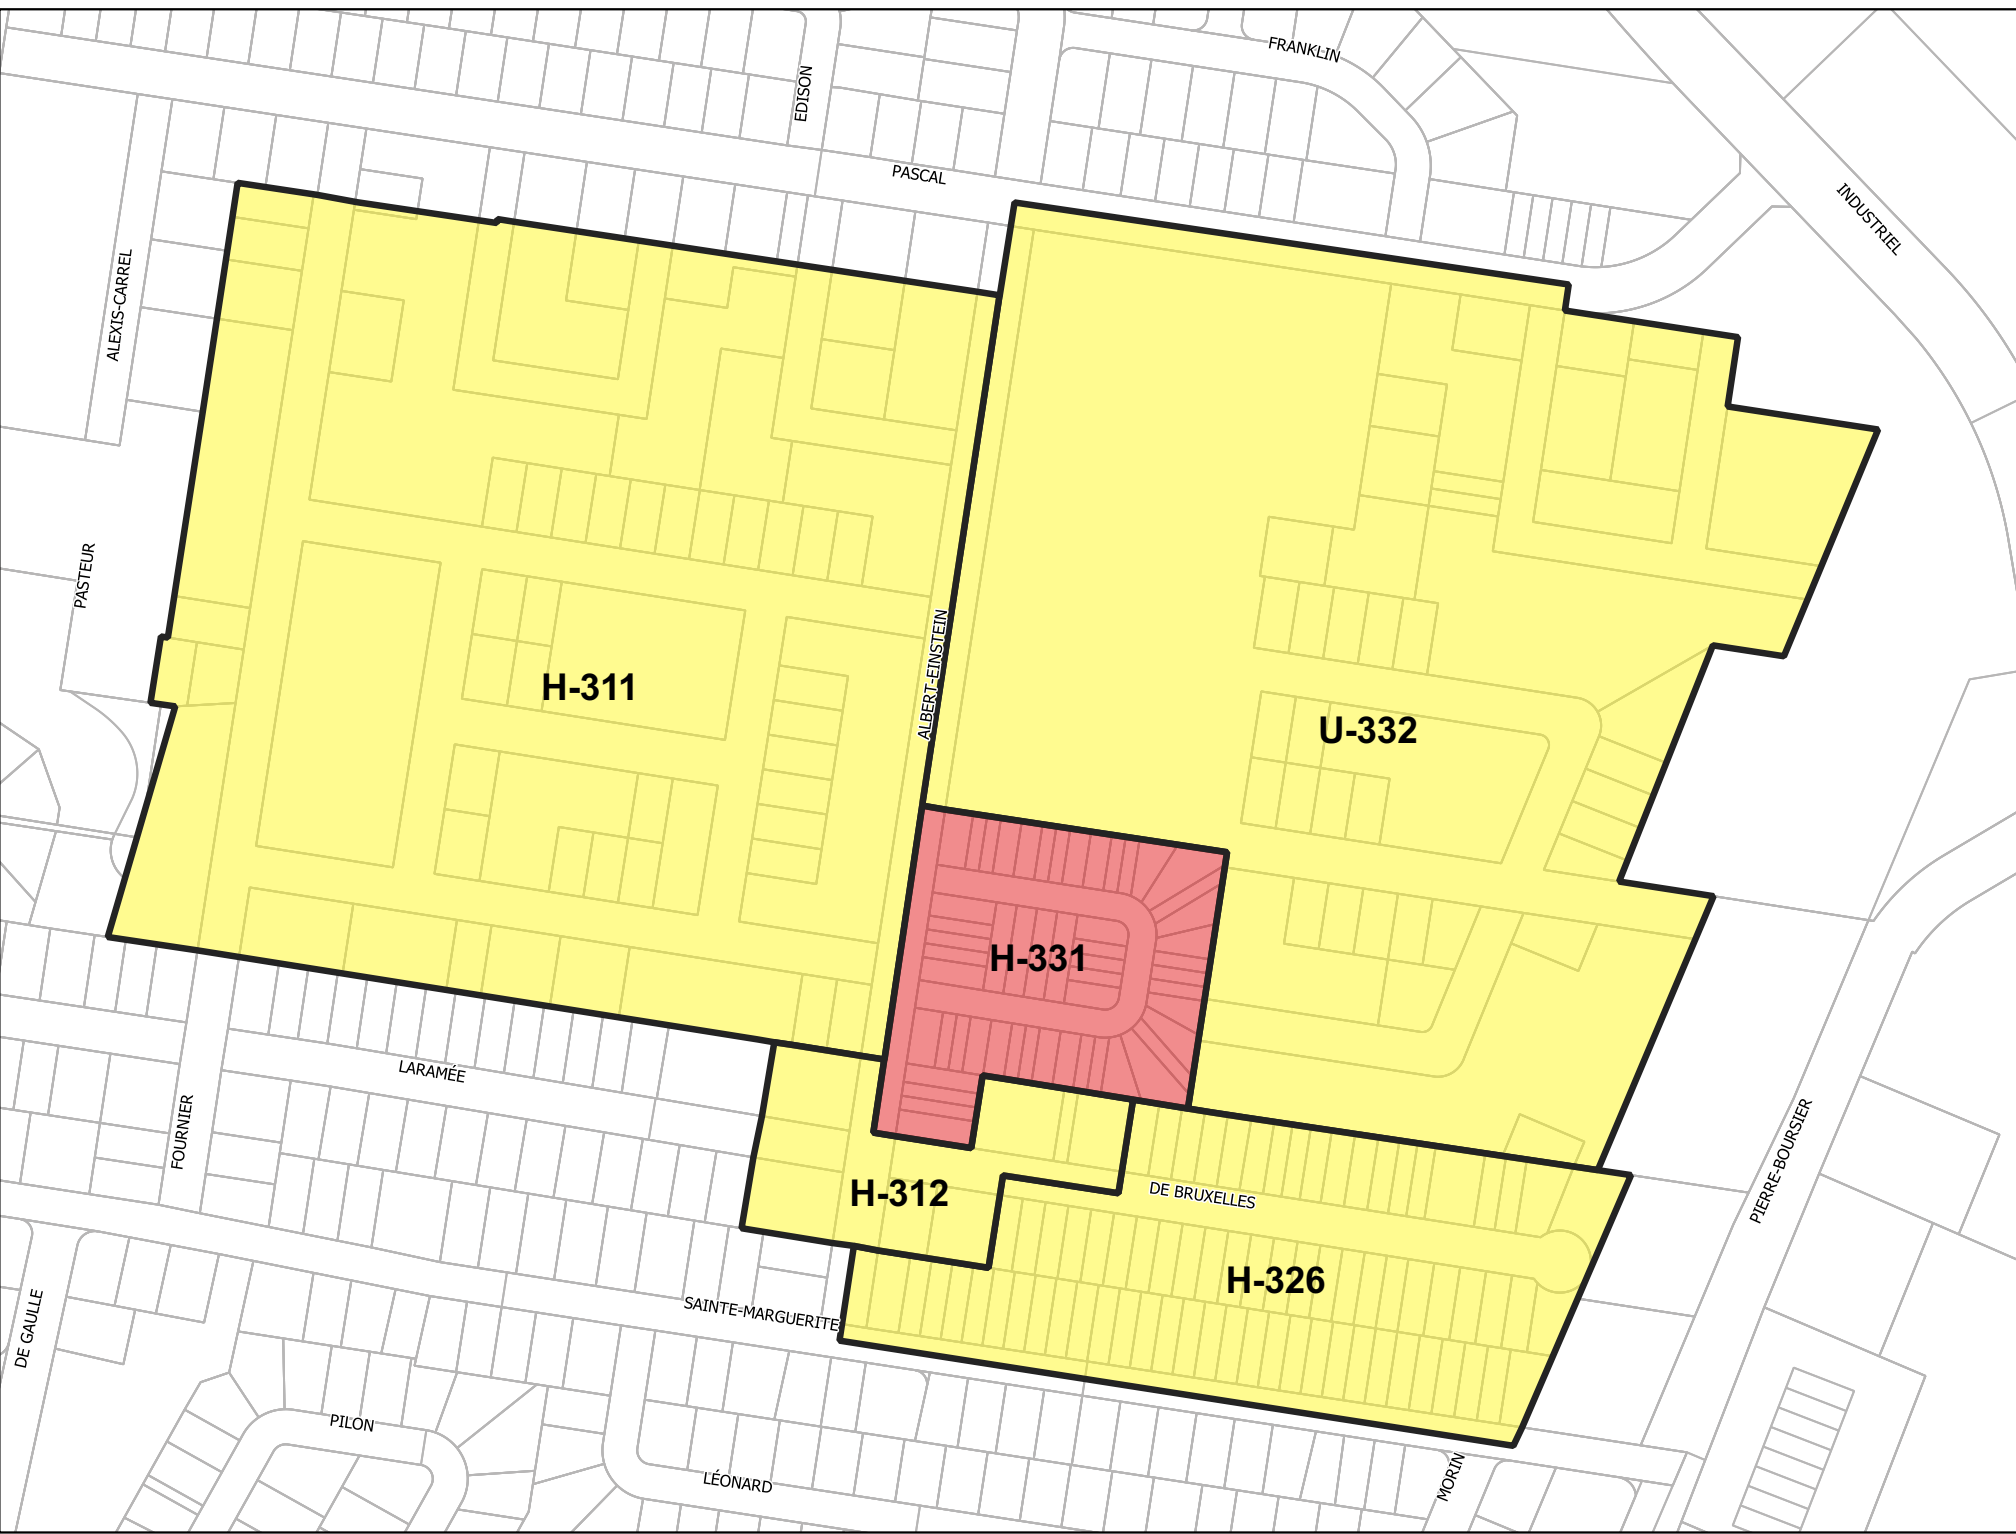 FRANKLIN
EDISON
PASCAL
INDUSTRIEL
ALEXIS-CARREL
PASTEUR
ALBERT-EINSTEIN
H-311
U-332
H-331
LARAMÉE
FOURNIER
PIERRE-BOURSIER
H-312
DE BRUXELLES
H-326
SAINTE-MARGUERITE
DE GAULLE
PILON
LÉONARD
MORIN